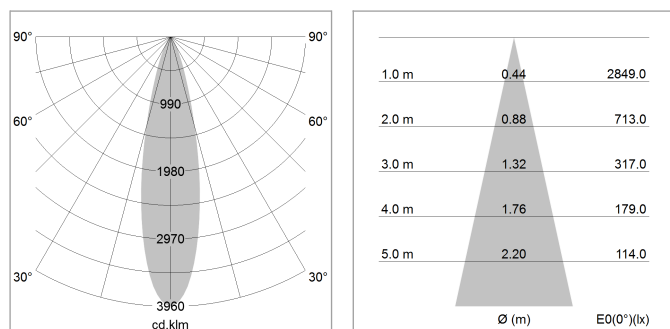 90° 90°
990
60° 60°
1980
2970
30° 30°
3960
cd.klm
1.0 m 0.44 2849.0
2.0 m 0.88 713.0
3.0 m 1.32 317.0
4.0 m 1.76 179.0
5.0 m 2.20 114.0
Ø (m) E0(0°)(lx)